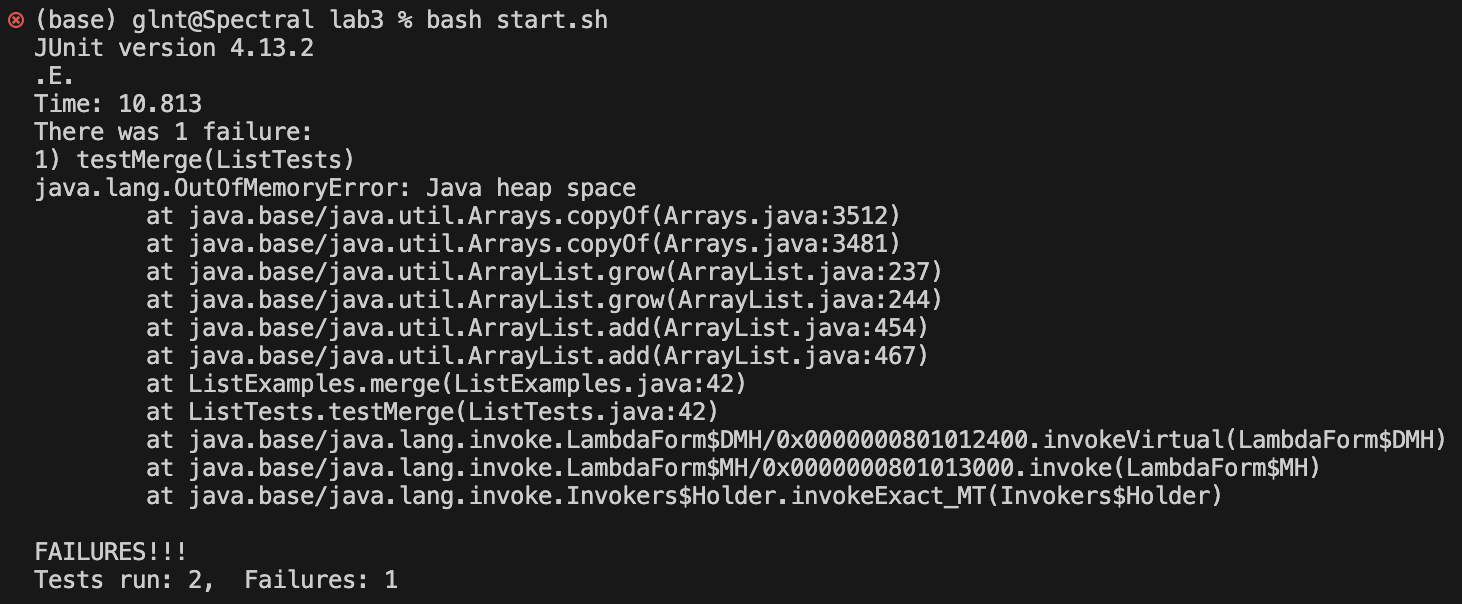 (base) glnt@Spectral lab3 % bash start.sh
JUnit version 4.13.2
.E.
Time: 10.813
There was 1 failure:
1) testMerge(ListTests)
java.lang.OutOfMemoryError: Java heap space
        at java.base/java.util.Arrays.copyOf(Arrays.java:3512)
        at java.base/java.util.Arrays.copyOf(Arrays.java:3481)
        at java.base/java.util.ArrayList.grow(ArrayList.java:237)
        at java.base/java.util.ArrayList.grow(ArrayList.java:244)
        at java.base/java.util.ArrayList.add(ArrayList.java:454)
        at java.base/java.util.ArrayList.add(ArrayList.java:467)
        at ListExamples.merge(ListExamples.java:42)
        at ListTests.testMerge(ListTests.java:42)
        at java.base/java.lang.invoke.LambdaForm$DMH/0x0000000801012400.invokeVirtual(LambdaForm$DMH)
        at java.base/java.lang.invoke.LambdaForm$MH/0x0000000801013000.invoke(LambdaForm$MH)
        at java.base/java.lang.invoke.Invokers$Holder.invokeExact_MT(Invokers$Holder)

FAILURES!!!
Tests run: 2,  Failures: 1